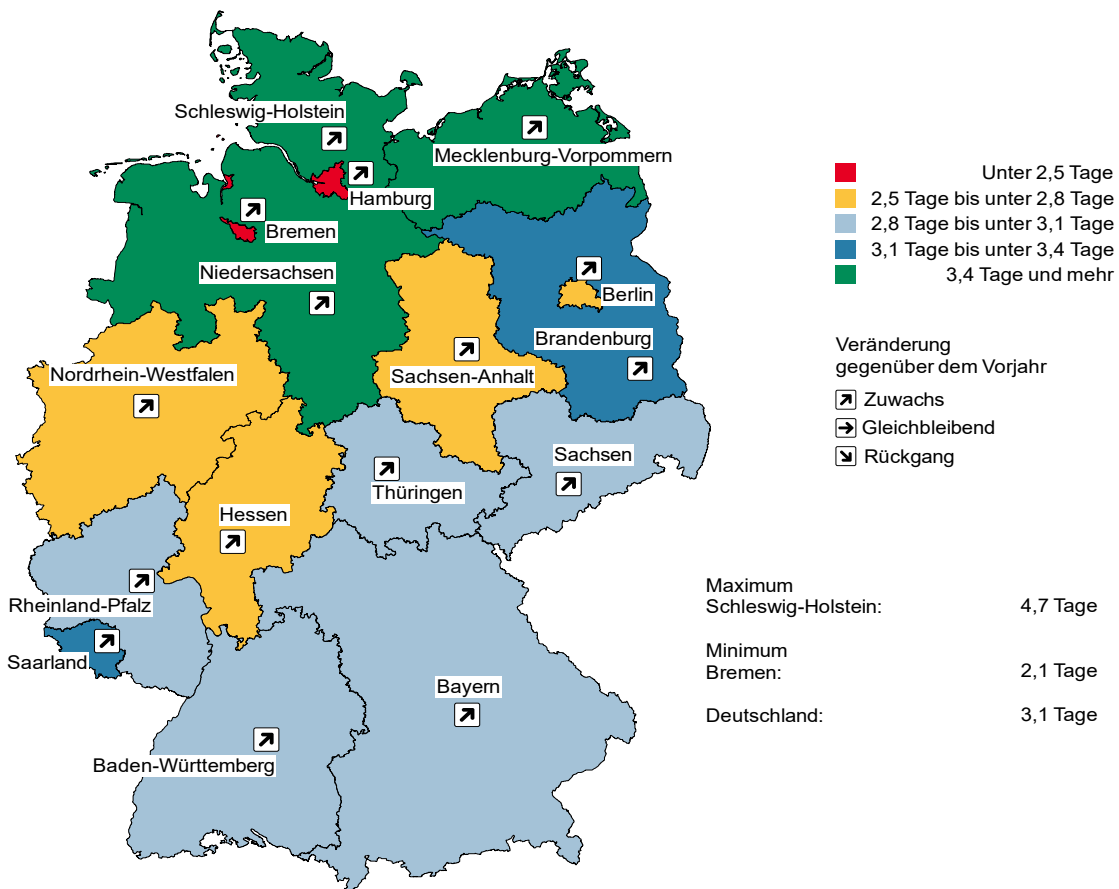 Schleswig-Holstein
Mecklenburg-Vorpommern
Hamburg
Bremen
Niedersachsen
Berlin
Brandenburg
Nordrhein-Westfalen
Sachsen-Anhalt
Sachsen
Thüringen
Hessen
Rheinland-Pfalz
Saarland
Bayern
Baden-Württemberg
Unter 2,5 Tage
2,5 Tage bis unter 2,8 Tage
2,8 Tage bis unter 3,1 Tage
3,1 Tage bis unter 3,4 Tage
3,4 Tage und mehr
Veränderung
gegenüber dem Vorjahr
Zuwachs
Gleichbleibend
Rückgang
Maximum
Schleswig-Holstein: 4,7 Tage
Minimum
Bremen: 2,1 Tage
Deutschland: 3,1 Tage